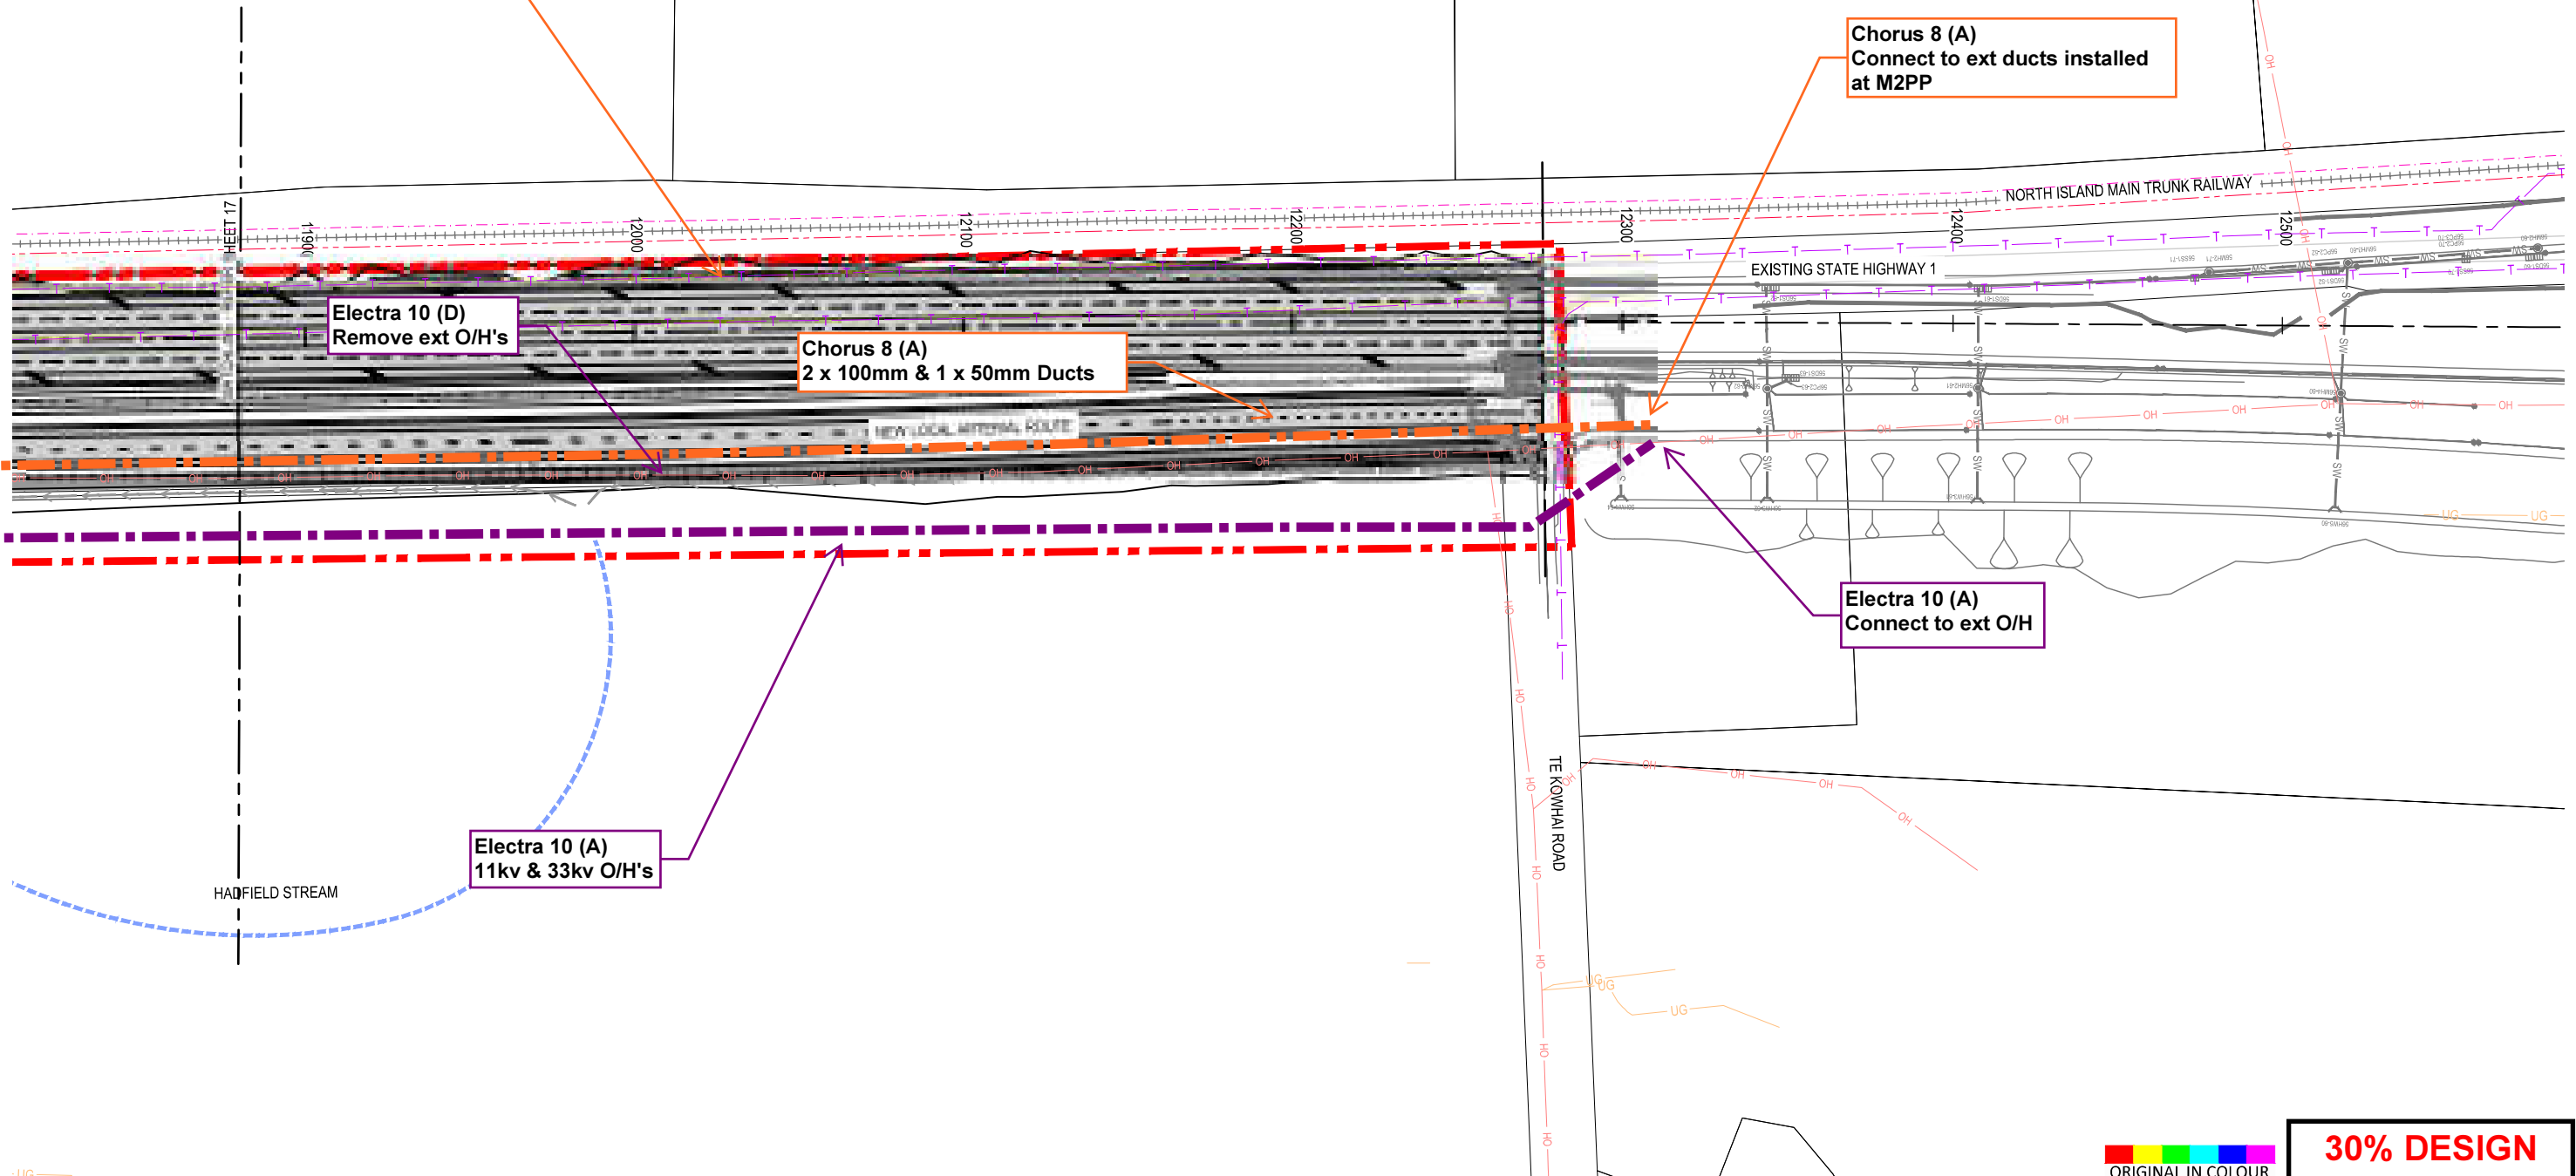 Chorus 8 (A)
Connect to ext ducts installed
at M2PP
NORTH ISLAND MAIN TRUNK RAILWAY
11900
12000
12100
12200
12300
12400
12500
EXISTING STATE HIGHWAY 1
Electra 10 (D)
Remove ext O/H's
Chorus 8 (A)
2 x 100mm & 1 x 50mm Ducts
NEW LOCAL ARTERIAL ROUTE
Electra 10 (A)
Connect to ext O/H
TE KOWHAI ROAD
Electra 10 (A)
11kv & 33kv O/H's
HADFIELD STREAM
OH
SW
T
UG
30% DESIGN
ORIGINAL IN COLOUR